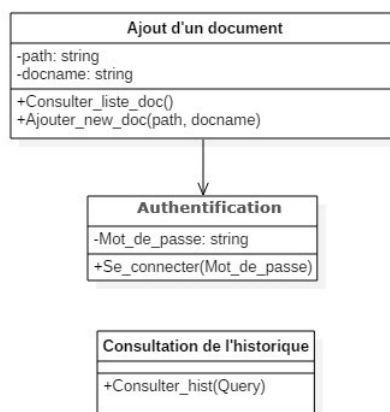 Ajout d'un document
-path: string
-docname: string
+Consulter_liste_doc()
+Ajouter_new_doc(path, docname)
Authentification
-Mot_de_passe: string
+Se_connecter(Mot_de_passe)
Consultation de l'historique
+Consulter_hist(Query)